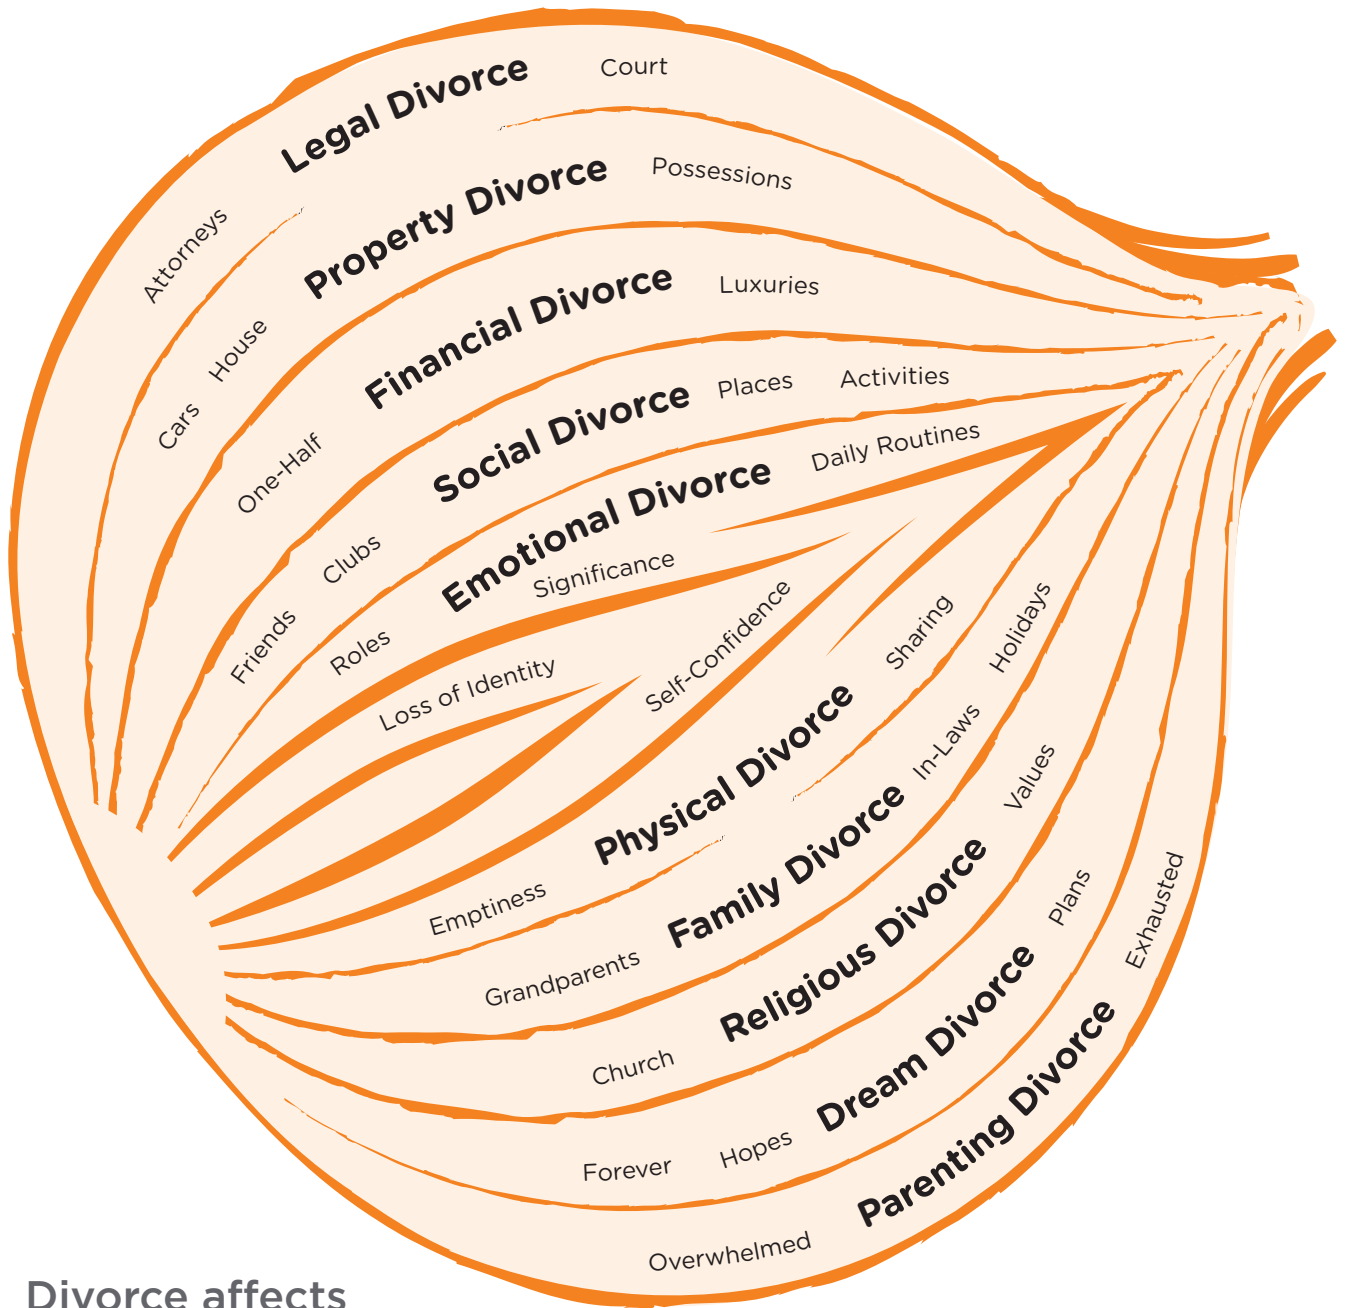 Legal Divorce
Court
Attorneys
Property Divorce
Possessions
House
Cars
Financial Divorce
Luxuries
One-Half
Social Divorce
Places
Activities
Clubs
Friends
Emotional Divorce
Daily Routines
Significance
Roles
Loss of Identity
Self-Confidence
Physical Divorce
Sharing
Emptiness
Family Divorce
In-Laws
Holidays
Grandparents
Religious Divorce
Values
Church
Dream Divorce
Plans
Hopes
Forever
Parenting Divorce
Exhausted
Overwhelmed
Divorce affects